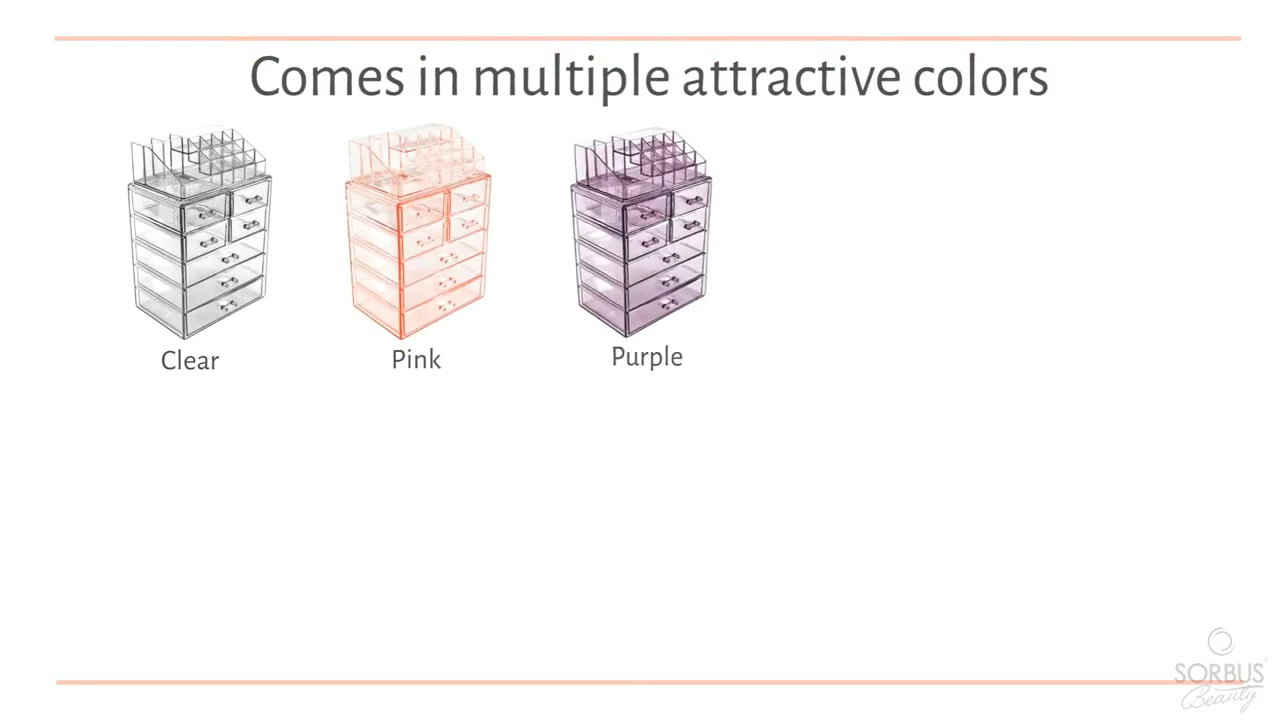 Comes in multiple attractive colors
Clear
Pink
Purple
SORBUS®
Beauty